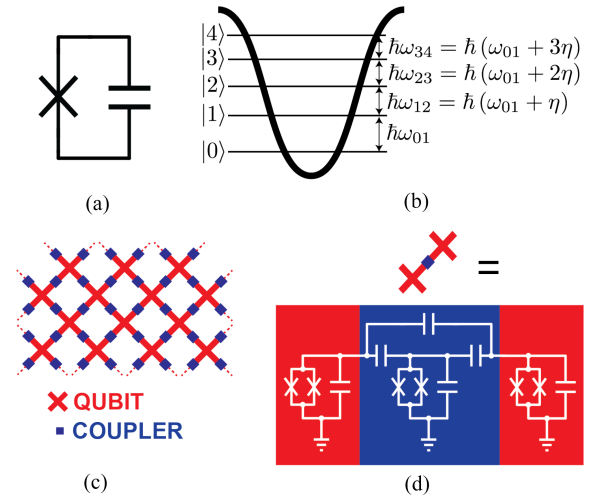 |4⟩
|3⟩
|2⟩
|1⟩
|0⟩
ħω₃₄ = ħ (ω₀₁ + 3η)
ħω₂₃ = ħ (ω₀₁ + 2η)
ħω₁₂ = ħ (ω₀₁ + η)
ħω₀₁
(a)
(b)
=
QUBIT
COUPLER
(c)
(d)